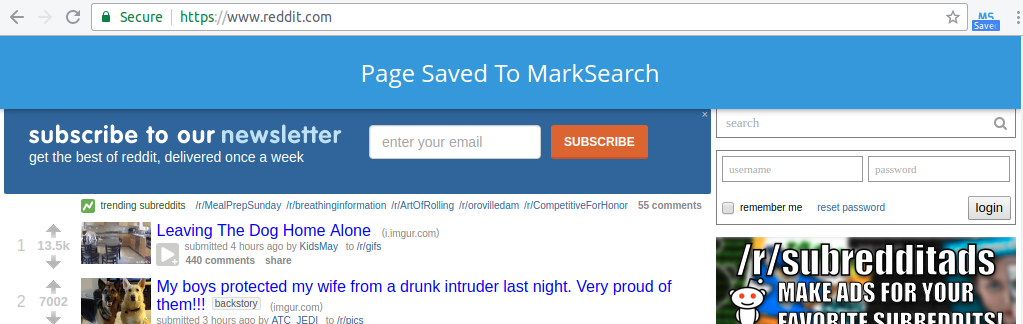 Secure https://www.reddit.com
MS
Save
Page Saved To MarkSearch
subscribe to our newsletter
get the best of reddit, delivered once a week
enter your email
SUBSCRIBE
×
search
username
password
remember me
reset password
login
trending subreddits /r/MealPrepSunday /r/breathinginformation /r/ArtOfRolling /r/orovilledam /r/CompetitiveForHonor 55 comments
1
13.5k
Leaving The Dog Home Alone (i.imgur.com)
submitted 4 hours ago by KidsMay to /r/gifs
440 comments share
2
7002
My boys protected my wife from a drunk intruder last night. Very proud of
them!!! backstory (imgur.com)
submitted 3 hours ago by ATC_JEDI to /r/pics
/r/subredditads
MAKE ADS FOR YOUR
FAVORITE SUBREDDITS!